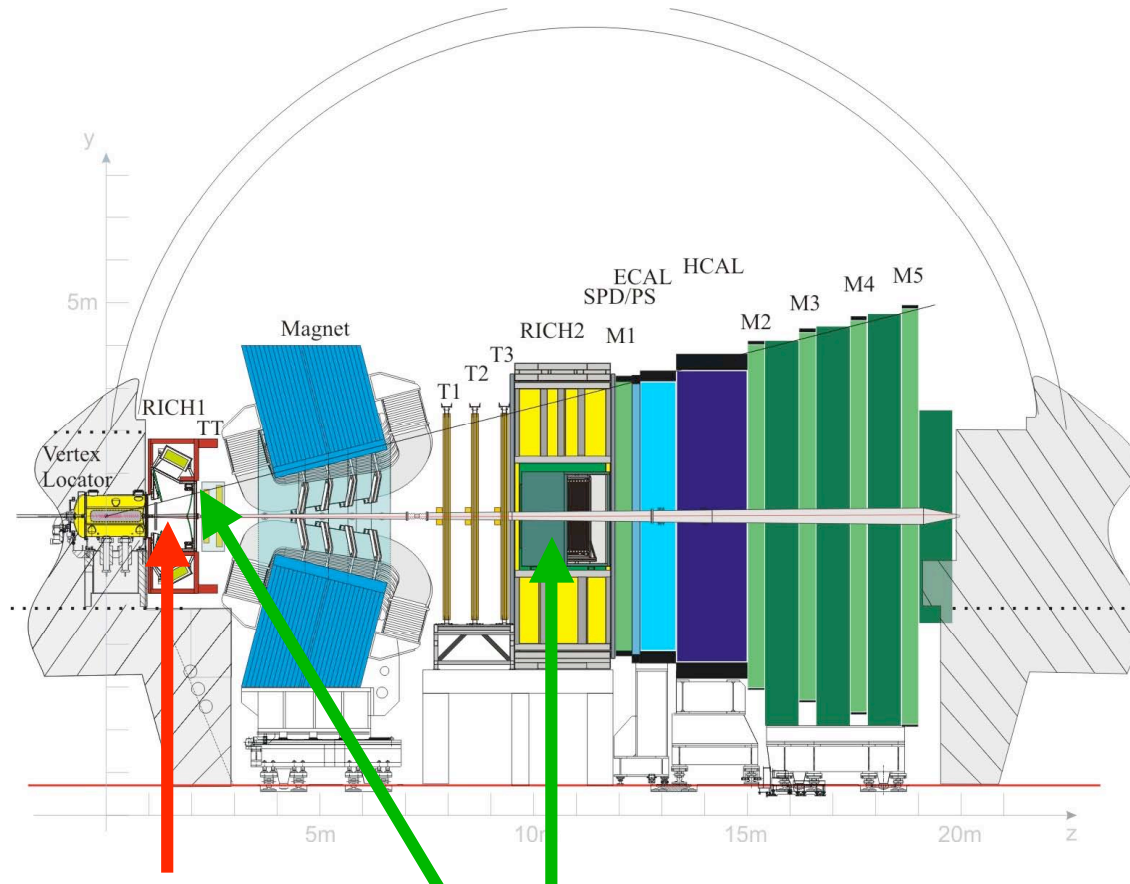 y
5m
HCAL
ECAL
SPD/PS
M5
M4
M3
M2
M1
Magnet
RICH2
T3
T2
T1
RICH1
TT
Vertex
Locator
5m
10m
15m
20m
z